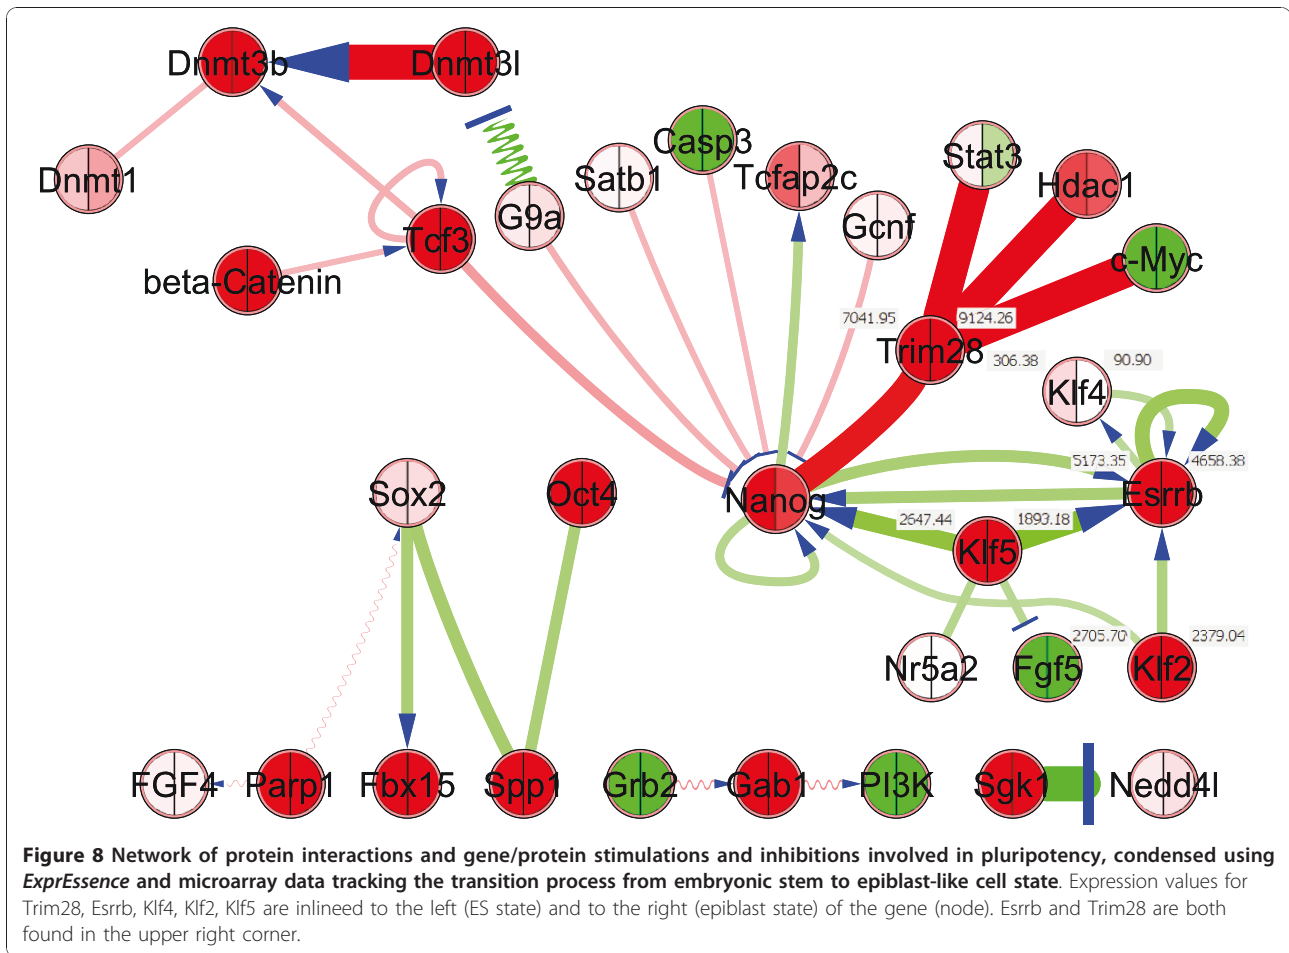 Dnmt3b
Dnmt3l
Casp3
Stat3
Satb1
Tcfap2c
Hdac1
Dnmt1
G9a
Gcnf
Tcf3
c-Myc
beta-Catenin
7041.95
9124.26
Trim28
306.38
90.90
Klf4
5173.35
4658.38
Sox2
Oct4
Nanog
Esrrb
2647.44
1893.18
Klf5
2705.70
2379.04
Nr5a2
Fgf5
Klf2
FGF4
Parp1
Fbx15
Spp1
Grb2
Gab1
PI3K
Sgk1
Nedd4l
Figure 8 Network of protein interactions and gene/protein stimulations and inhibitions involved in pluripotency, condensed using
ExprEssence and microarray data tracking the transition process from embryonic stem to epiblast-like cell state. Expression values for
Trim28, Esrrb, Klf4, Klf2, Klf5 are inlineed to the left (ES state) and to the right (epiblast state) of the gene (node). Esrrb and Trim28 are both
found in the upper right corner.